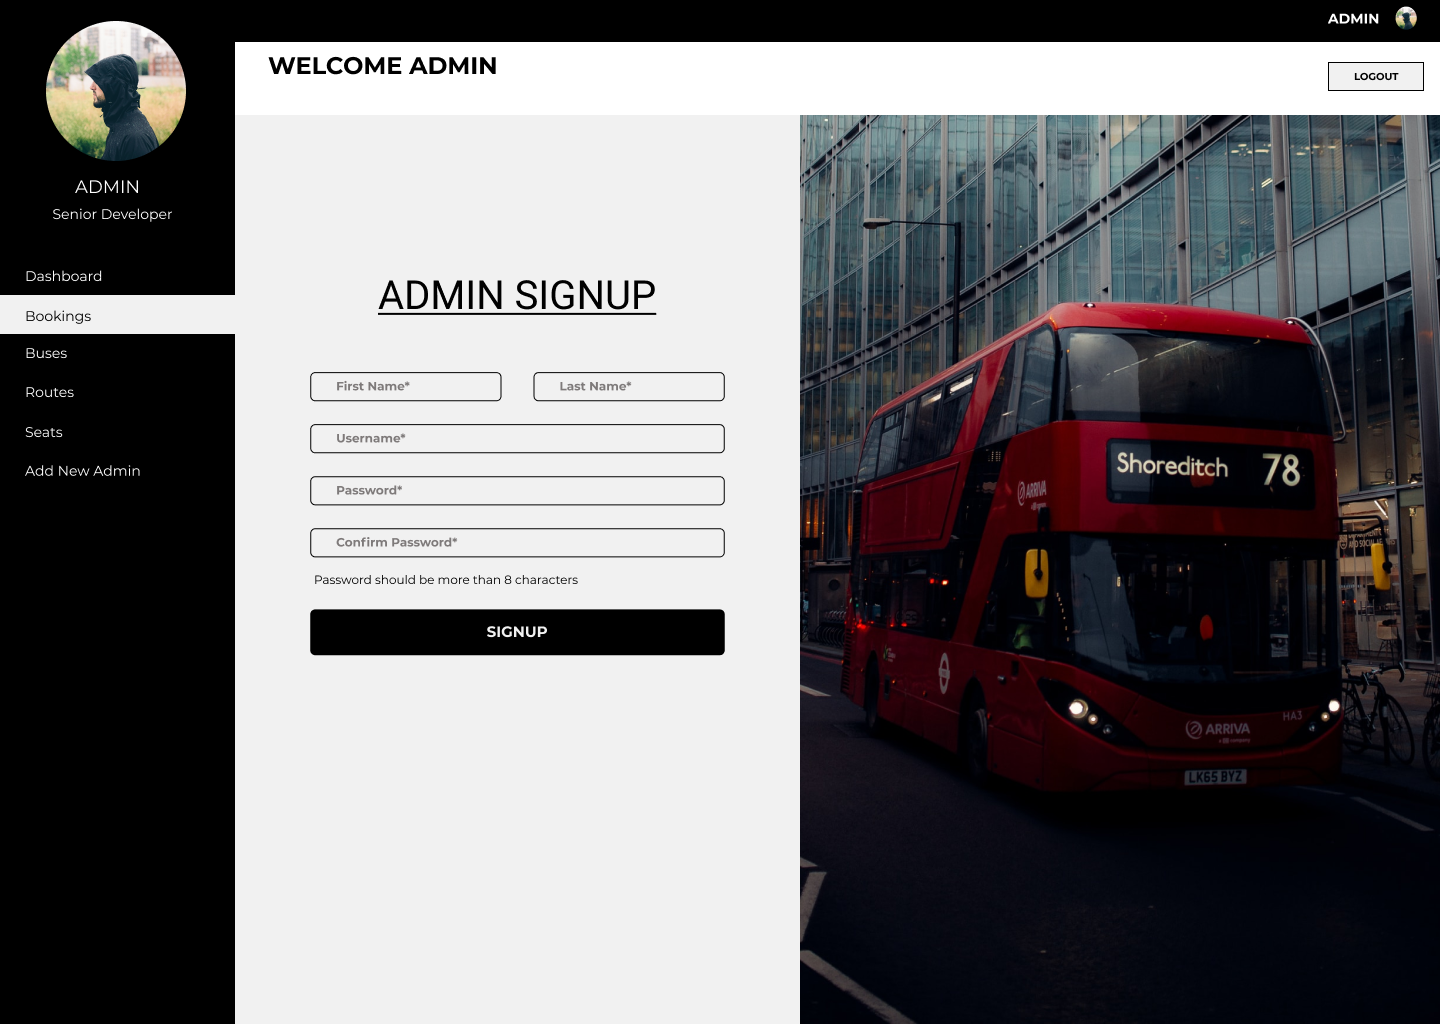 ADMIN
WELCOME ADMIN
LOGOUT
ADMIN
Senior Developer
Dashboard
Bookings
Buses
Routes
Seats
Add New Admin
ADMIN SIGNUP
First Name*
Last Name*
Username*
Password*
Confirm Password*
Password should be more than 8 characters
SIGNUP
Shoreditch 78
ARRIVA
HA3
ARRIVA
LK65 BYZ